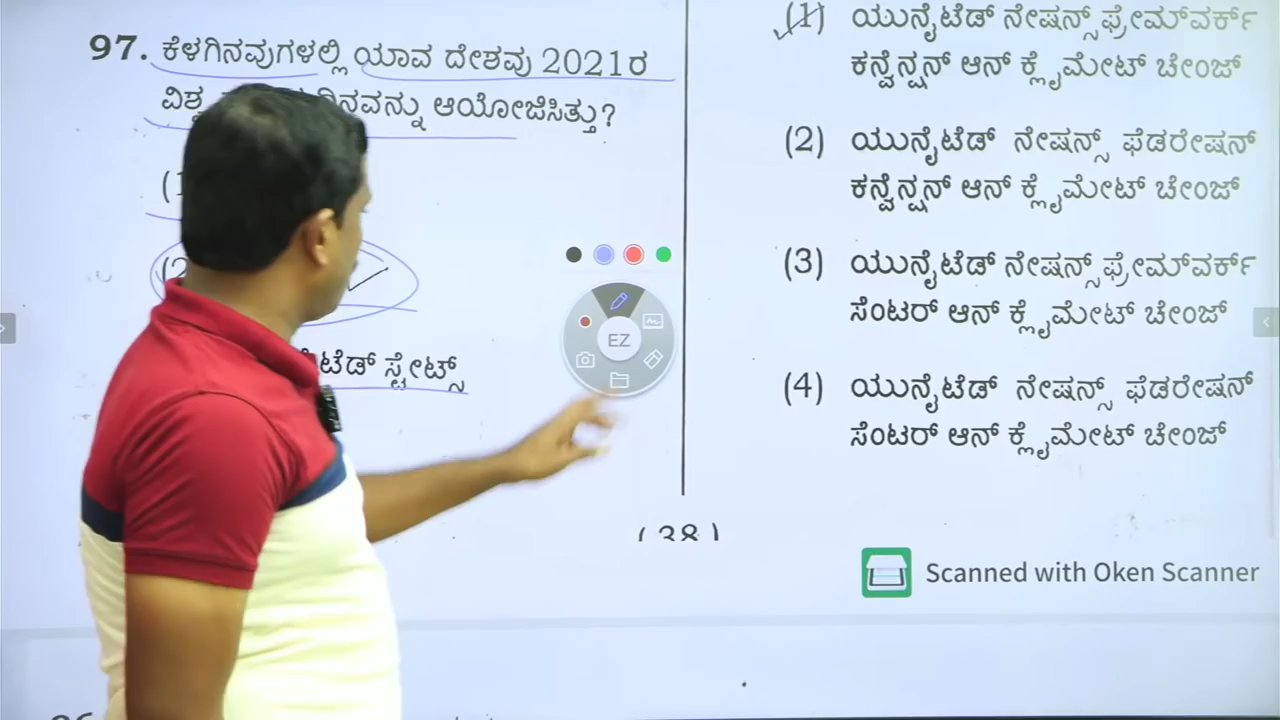 97. ಕೆಳಗಿನವುಗಳಲ್ಲಿ ಯಾವ ದೇಶವು 2021ರ
ವಿಶ್ವ ಆಯೋಜಿಸಿತ್ತು?
ಸ್ಟೇಟ್ಸ್
(1) ಯುನೈಟೆಡ್ ನೇಷನ್ಸ್ ಫ್ರೇಮ್‌ವರ್ಕ್
ಕನ್ವೆನ್ಷನ್ ಆನ್ ಕ್ಲೈಮೇಟ್ ಚೇಂಜ್
(2) ಯುನೈಟೆಡ್ ನೇಷನ್ಸ್ ಫೆಡರೇಷನ್
ಕನ್ವೆನ್ಷನ್ ಆನ್ ಕ್ಲೈಮೇಟ್ ಚೇಂಜ್
(3) ಯುನೈಟೆಡ್ ನೇಷನ್ಸ್ ಫ್ರೇಮ್‌ವರ್ಕ್
ಸೆಂಟರ್ ಆನ್ ಕ್ಲೈಮೇಟ್ ಚೇಂಜ್
(4) ಯುನೈಟೆಡ್ ನೇಷನ್ಸ್ ಫೆಡರೇಷನ್
ಸೆಂಟರ್ ಆನ್ ಕ್ಲೈಮೇಟ್ ಚೇಂಜ್
EZ
(38)
Scanned with Oken Scanner